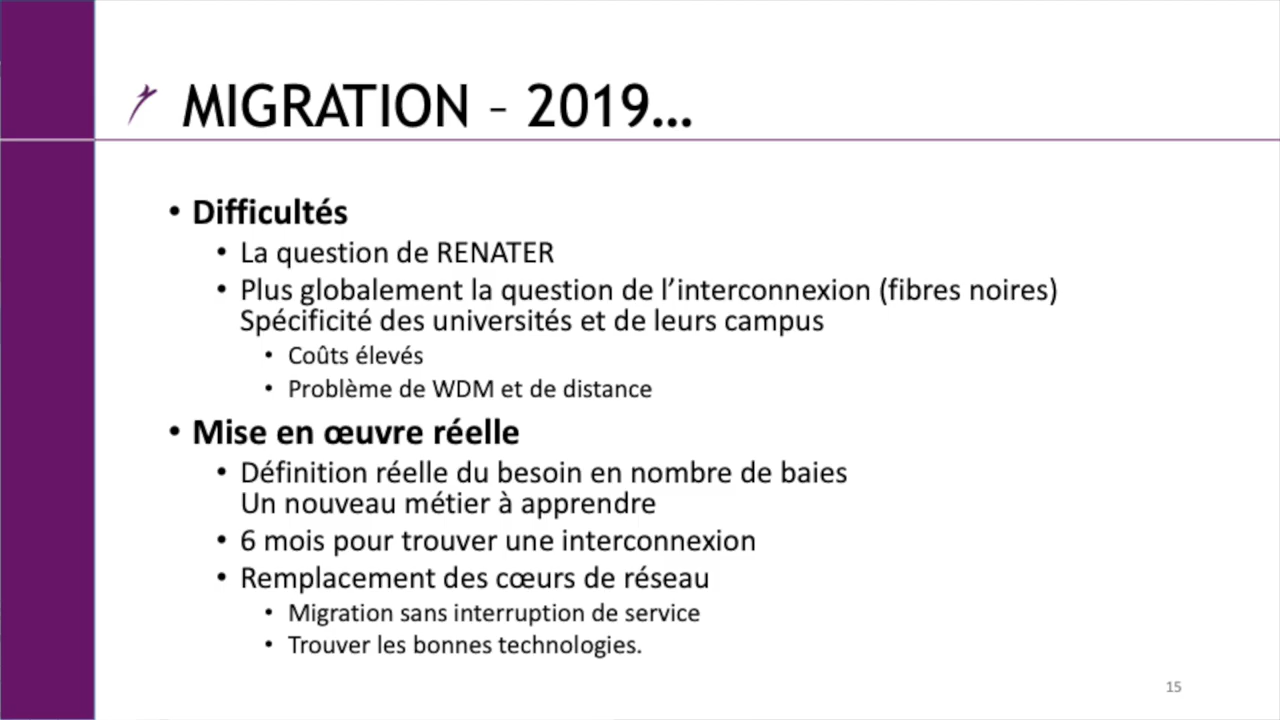 MIGRATION – 2019...
• Difficultés
• La question de RENATER
• Plus globalement la question de l’interconnexion (fibres noires)
Spécificité des universités et de leurs campus
• Coûts élevés
• Problème de WDM et de distance
• Mise en œuvre réelle
• Définition réelle du besoin en nombre de baies
Un nouveau métier à apprendre
• 6 mois pour trouver une interconnexion
• Remplacement des cœurs de réseau
• Migration sans interruption de service
• Trouver les bonnes technologies.
15